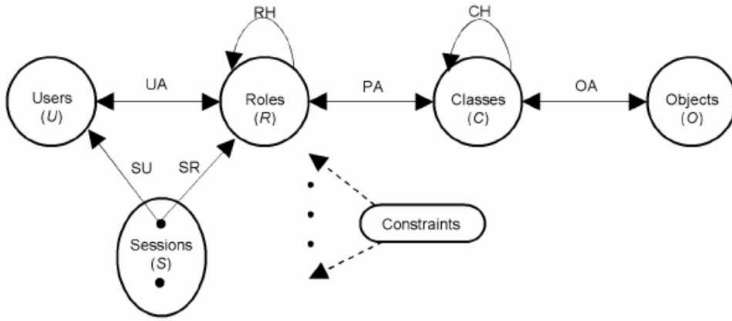 RH
CH
Users
(U)
UA
Roles
(R)
PA
Classes
(C)
OA
Objects
(O)
SU
SR
Sessions
(S)
Constraints